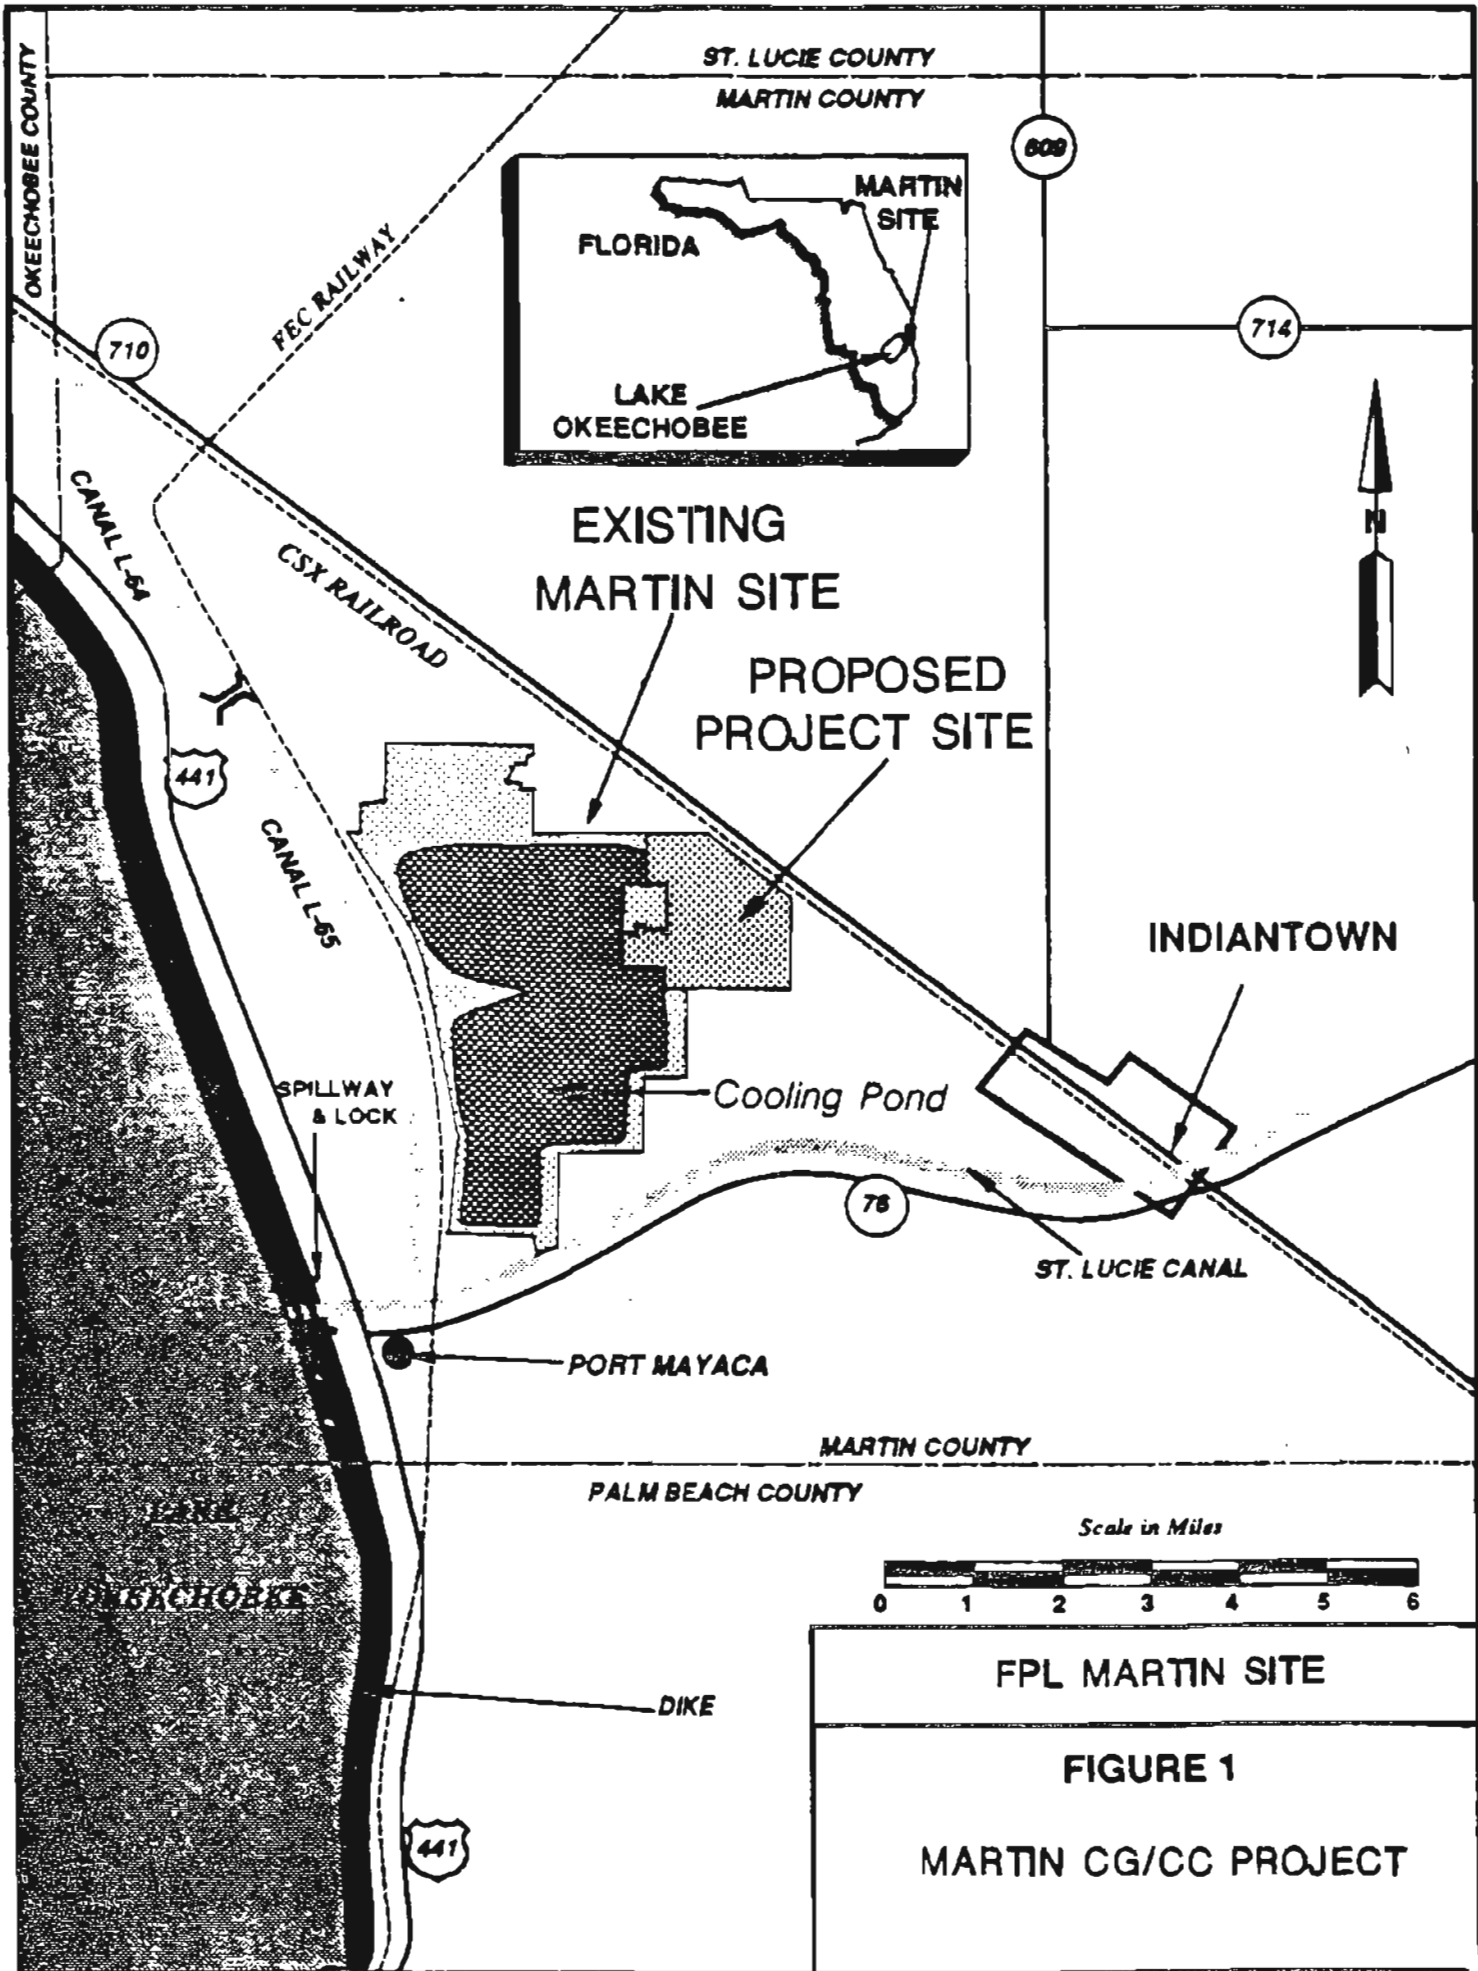 ST. LUCIE COUNTY
MARTIN COUNTY
OKEECHOBEE COUNTY
609
MARTIN
SITE
FLORIDA
LAKE
OKEECHOBEE
FEC RAILWAY
710
714
N
CANAL L-64
CSX RAILROAD
EXISTING
MARTIN SITE
PROPOSED
PROJECT SITE
441
CANAL L-65
INDIANTOWN
SPILLWAY
& LOCK
Cooling Pond
76
ST. LUCIE CANAL
PORT MAYACA
MARTIN COUNTY
PALM BEACH COUNTY
LAKE
OKEECHOBEE
Scale in Miles
0 1 2 3 4 5 6
DIKE
441
FPL MARTIN SITE
FIGURE 1
MARTIN CG/CC PROJECT